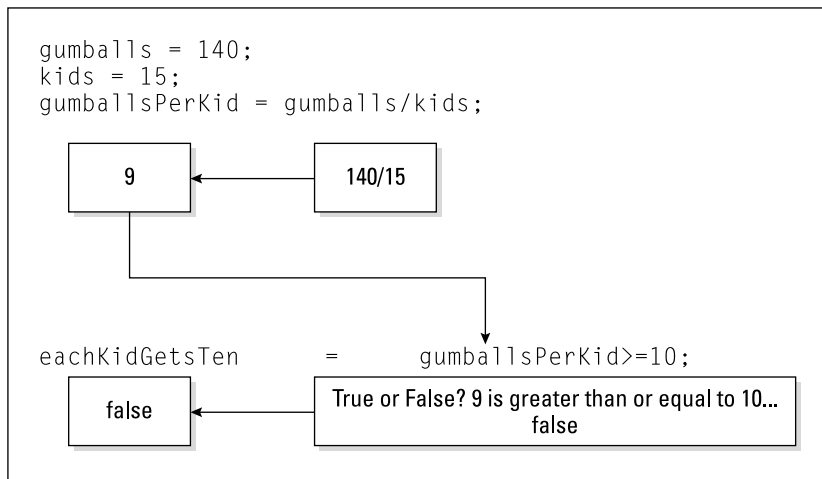 gumballs = 140;
kids = 15;
gumballsPerKid = gumballs/kids;
9
140/15
eachKidGetsTen = gumballsPerKid>=10;
false
True or False? 9 is greater than or equal to 10...
false